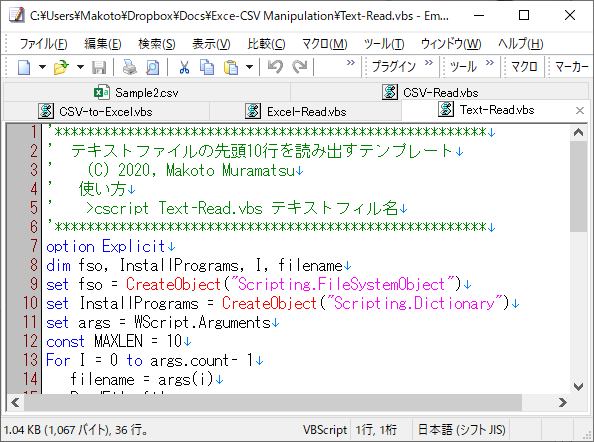 C:¥Users¥Makoto¥Dropbox¥Docs¥Exce-CSV Manipulation¥Text-Read.vbs - Em...
ファイル(F) 編集(E) 検索(S) 表示(V) 比較(C) マクロ(M) ツール(T) ウィンドウ(W) ヘルプ(H)
» プラグイン » ツール » マクロ マーカー
Sample2.csv CSV-Read.vbs
CSV-to-Excel.vbs Excel-Read.vbs Text-Read.vbs
1 '******************************************************↓
2 '  テキストファイルの先頭10行を読み出すテンプレート↓
3 '    (C) 2020, Makoto Muramatsu↓
4 '   使い方↓
5 '    >cscript Text-Read.vbs テキストフィル名↓
6 '******************************************************↓
7 option Explicit↓
8 dim fso, InstallPrograms, I, filename↓
9 set fso = CreateObject("Scripting.FileSystemObject")↓
10 set InstallPrograms = CreateObject("Scripting.Dictionary")↓
11 set args = WScript.Arguments↓
12 const MAXLEN = 10↓
13 For I = 0 to args.count- 1↓
14    filename = args(i)↓
1.04 KB (1,067 バイト), 36 行。 VBScript 1行, 1桁 日本語 (シフト JIS)